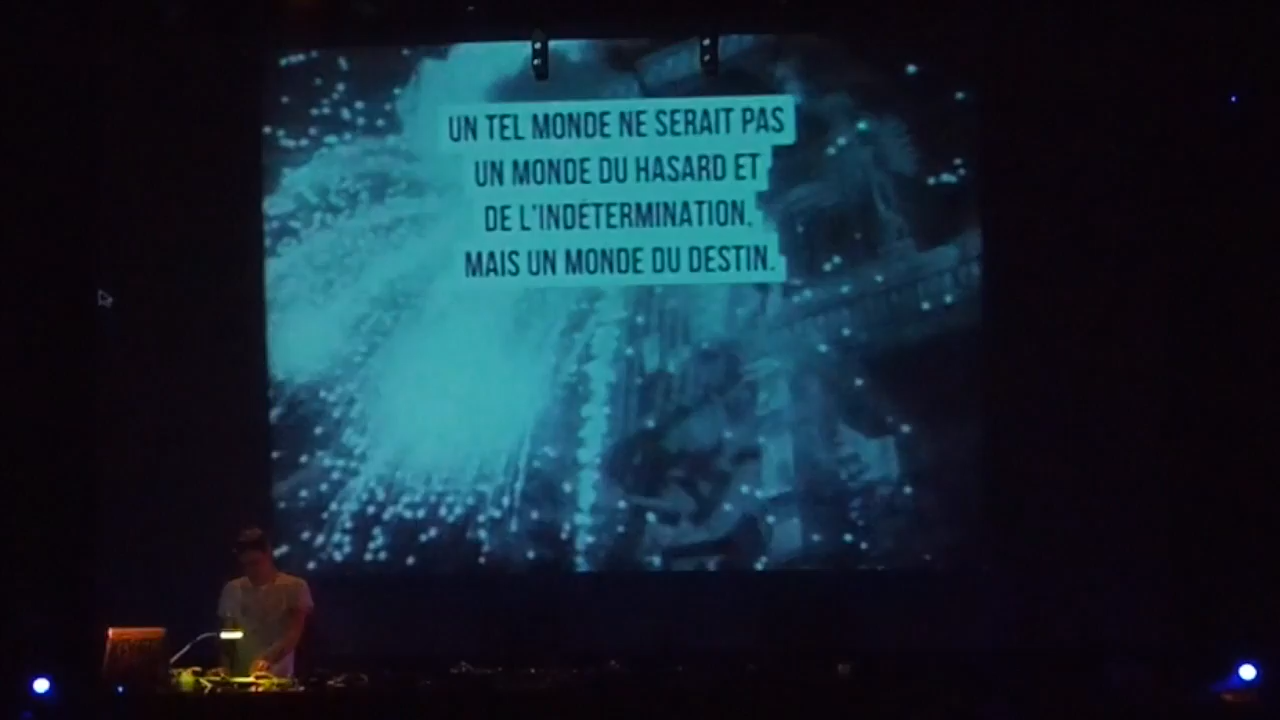 UN TEL MONDE NE SERAIT PAS
UN MONDE DU HASARD ET
DE L'INDÉTERMINATION,
MAIS UN MONDE DU DESTIN.